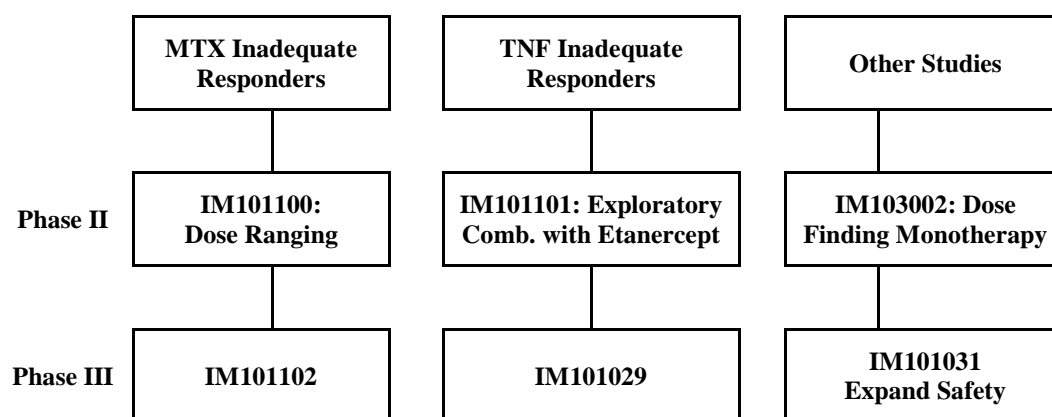 MTX Inadequate
Responders
TNF Inadequate
Responders
Other Studies
Phase II
IM101100:
Dose Ranging
IM101101: Exploratory
Comb. with Etanercept
IM103002: Dose
Finding Monotherapy
Phase III
IM101102
IM101029
IM101031
Expand Safety